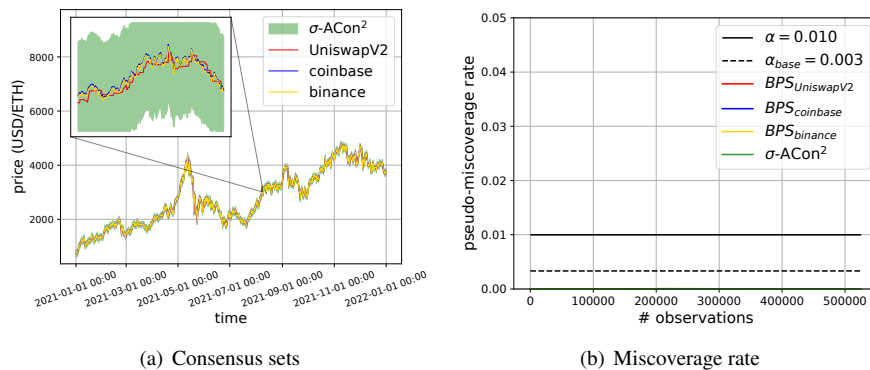 σ-ACon²
UniswapV2
coinbase
binance
8000
6000
4000
2000
price (USD/ETH)
2021-01-01 00:00
2021-03-01 00:00
2021-05-01 00:00
2021-07-01 00:00
2021-09-01 00:00
2021-11-01 00:00
2022-01-01 00:00
time
(a) Consensus sets
0.05
0.04
0.03
0.02
0.01
0.00
pseudo-miscoverage rate
α = 0.010
α_base = 0.003
BPS_UniswapV2
BPS_coinbase
BPS_binance
σ-ACon²
0
100000
200000
300000
400000
500000
# observations
(b) Miscoverage rate